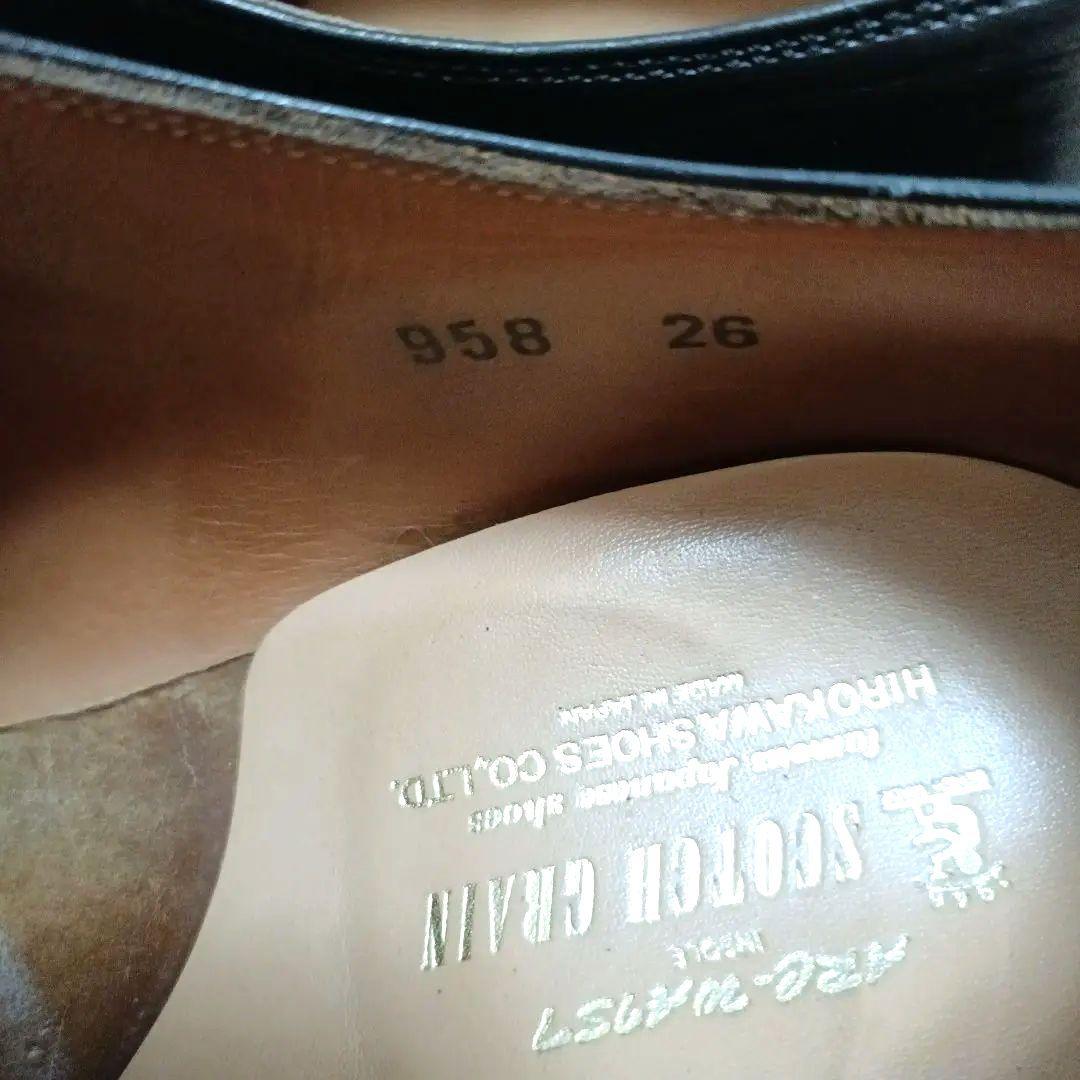 958 26
ARC-WAIST
INSOLE
SCOTCH GRAIN
famous Japanese shoes
HIROKAWA SHOES CO.,LTD.
MADE IN JAPAN